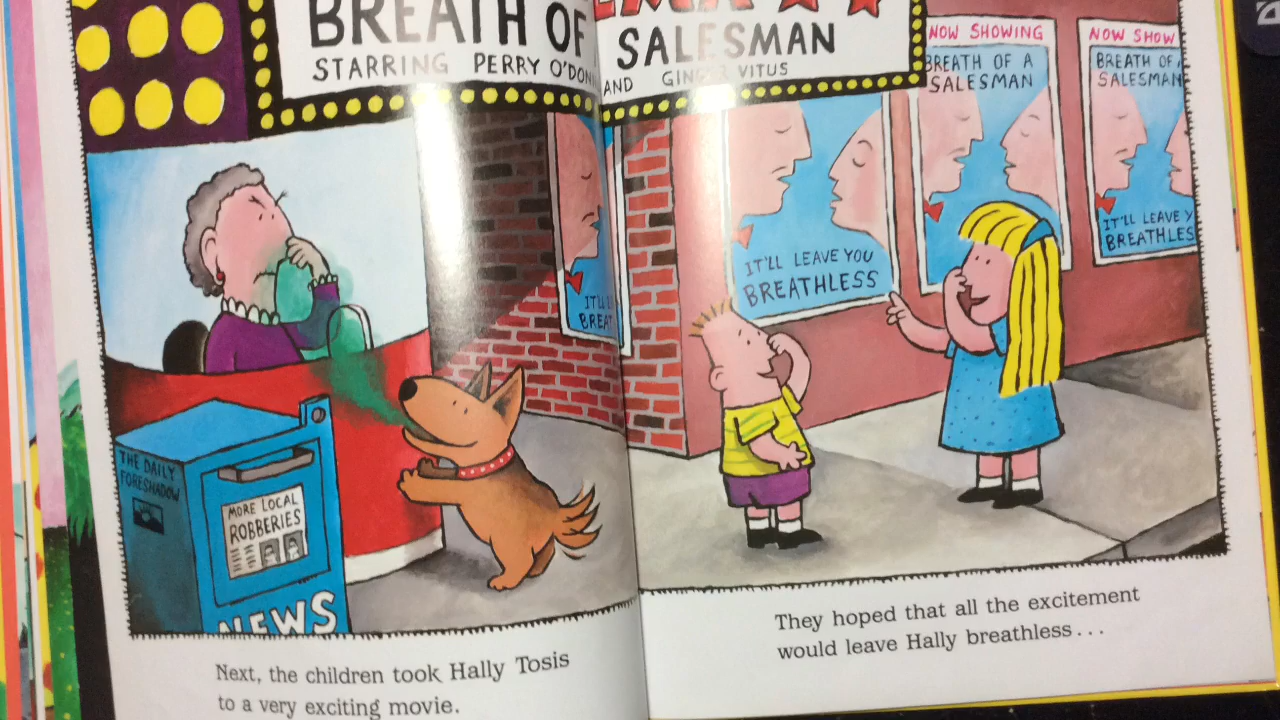 BREATH OF
SALESMAN
STARRING PERRY O'DON
AND GINGER VITUS
NOW SHOWING
BREATH OF A
SALESMAN
NOW SHOW
BREATH OF A
SALESMAN
IT'LL LEAVE YOU
BREATHLESS
IT'LL LEAVE Y
BREATHLES
IT'LL
BREAT
THE DAILY
FORESHADOW
MORE LOCAL
ROBBERIES
NEWS
Next, the children took Hally Tosis
to a very exciting movie.
They hoped that all the excitement
would leave Hally breathless...